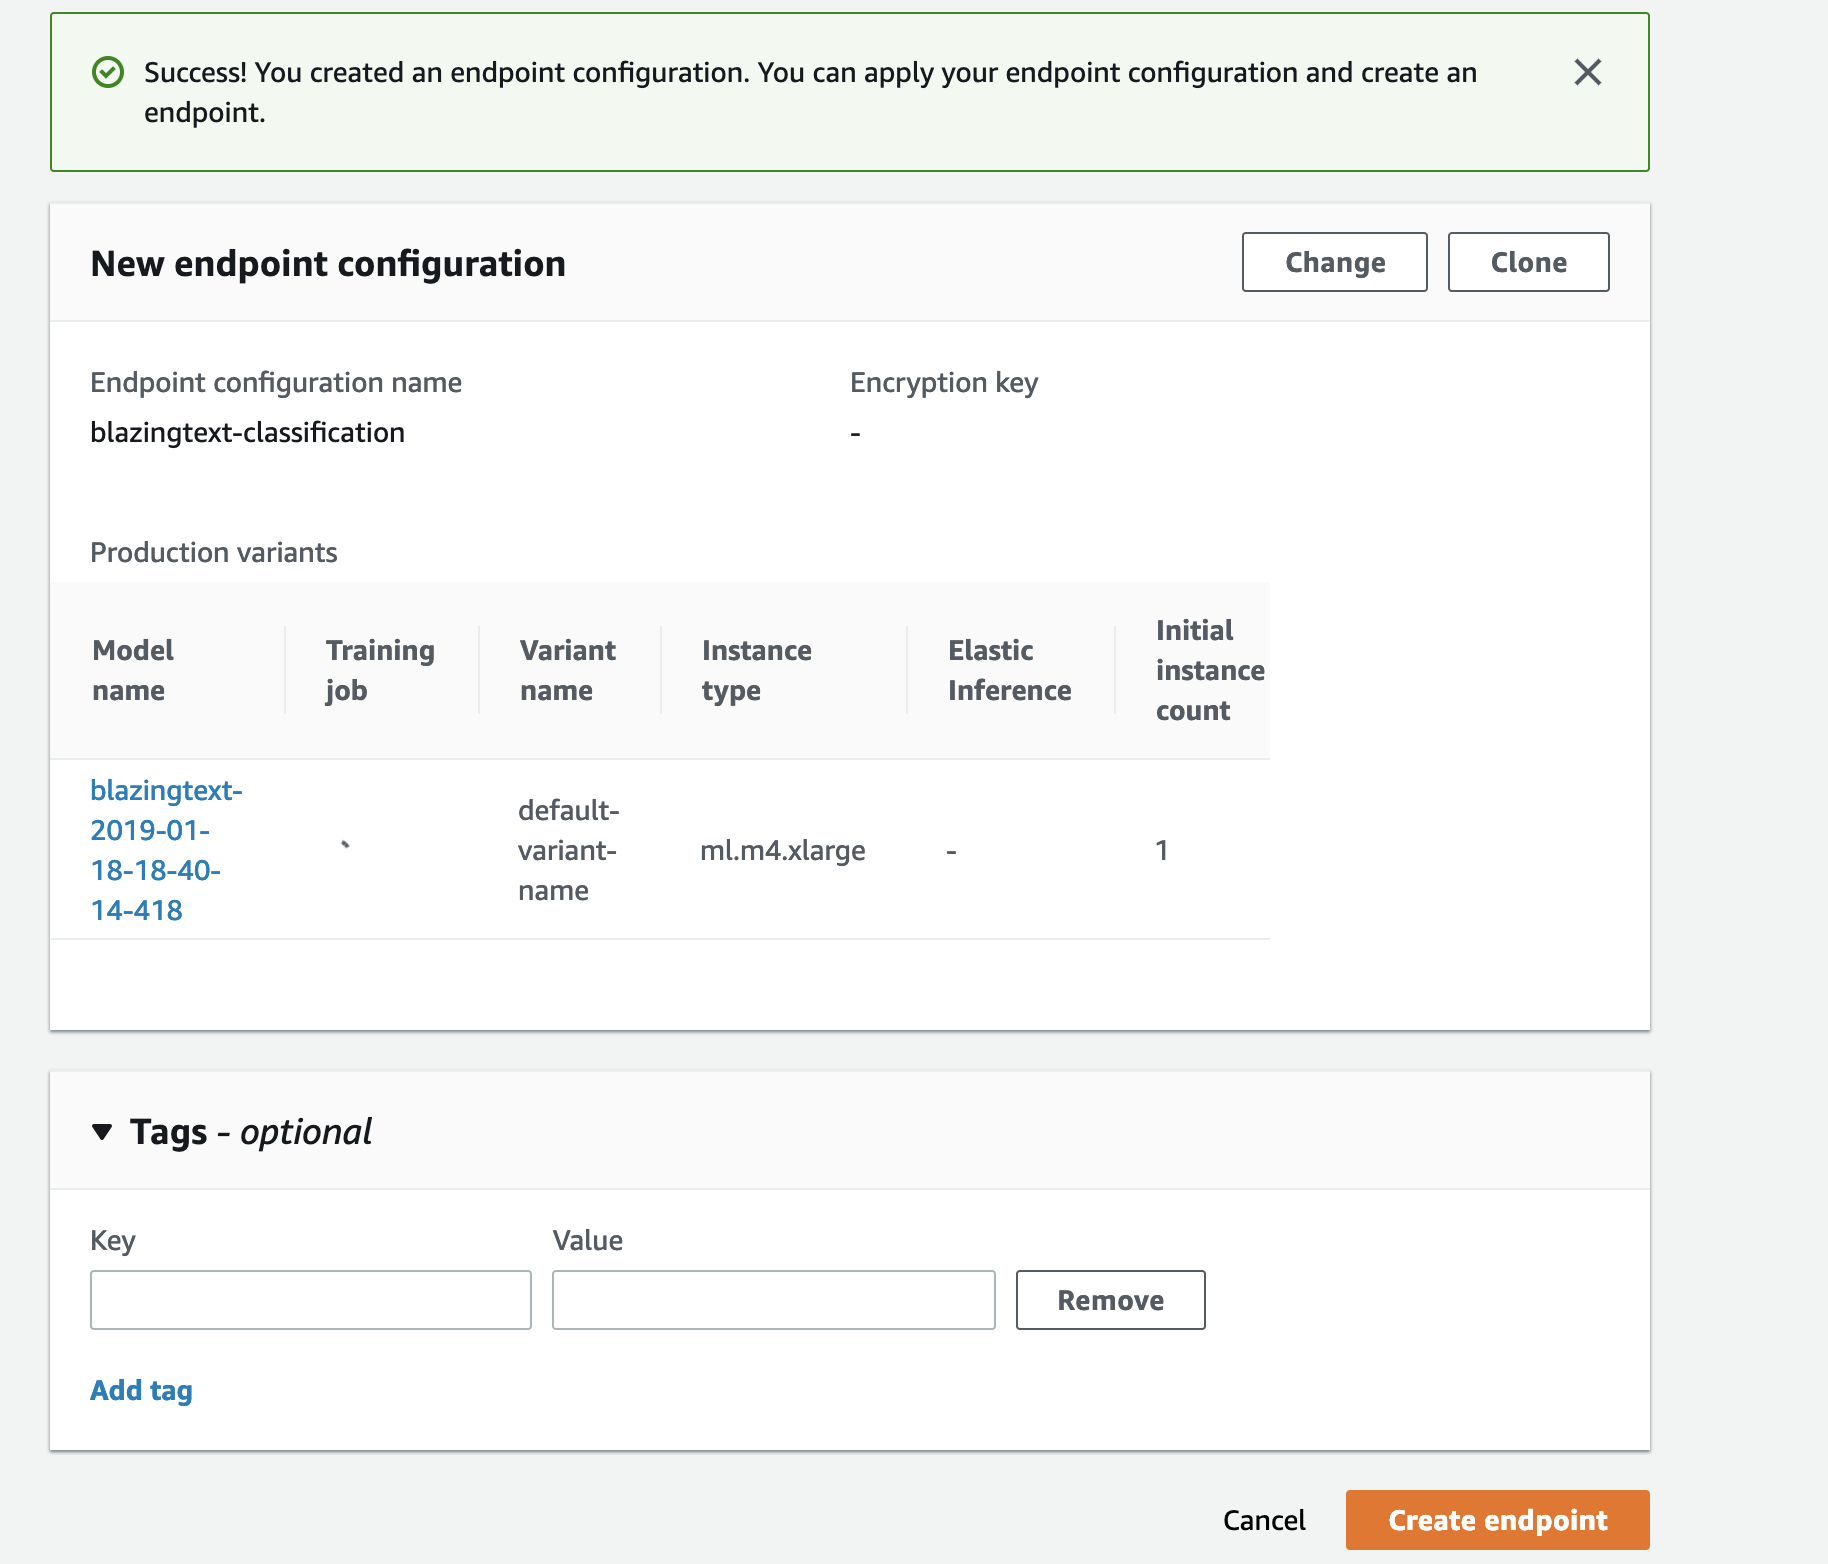 Success! You created an endpoint configuration. You can apply your endpoint configuration and create an
endpoint.
New endpoint configuration
Change
Clone
Endpoint configuration name
Encryption key
blazingtext-classification
-
Production variants
Model
name
Training
job
Variant
name
Instance
type
Elastic
Inference
Initial
instance
count
blazingtext-
2019-01-
18-18-40-
14-418
default-
variant-
name
ml.m4.xlarge
-
1
Tags - optional
Key
Value
Remove
Add tag
Cancel
Create endpoint